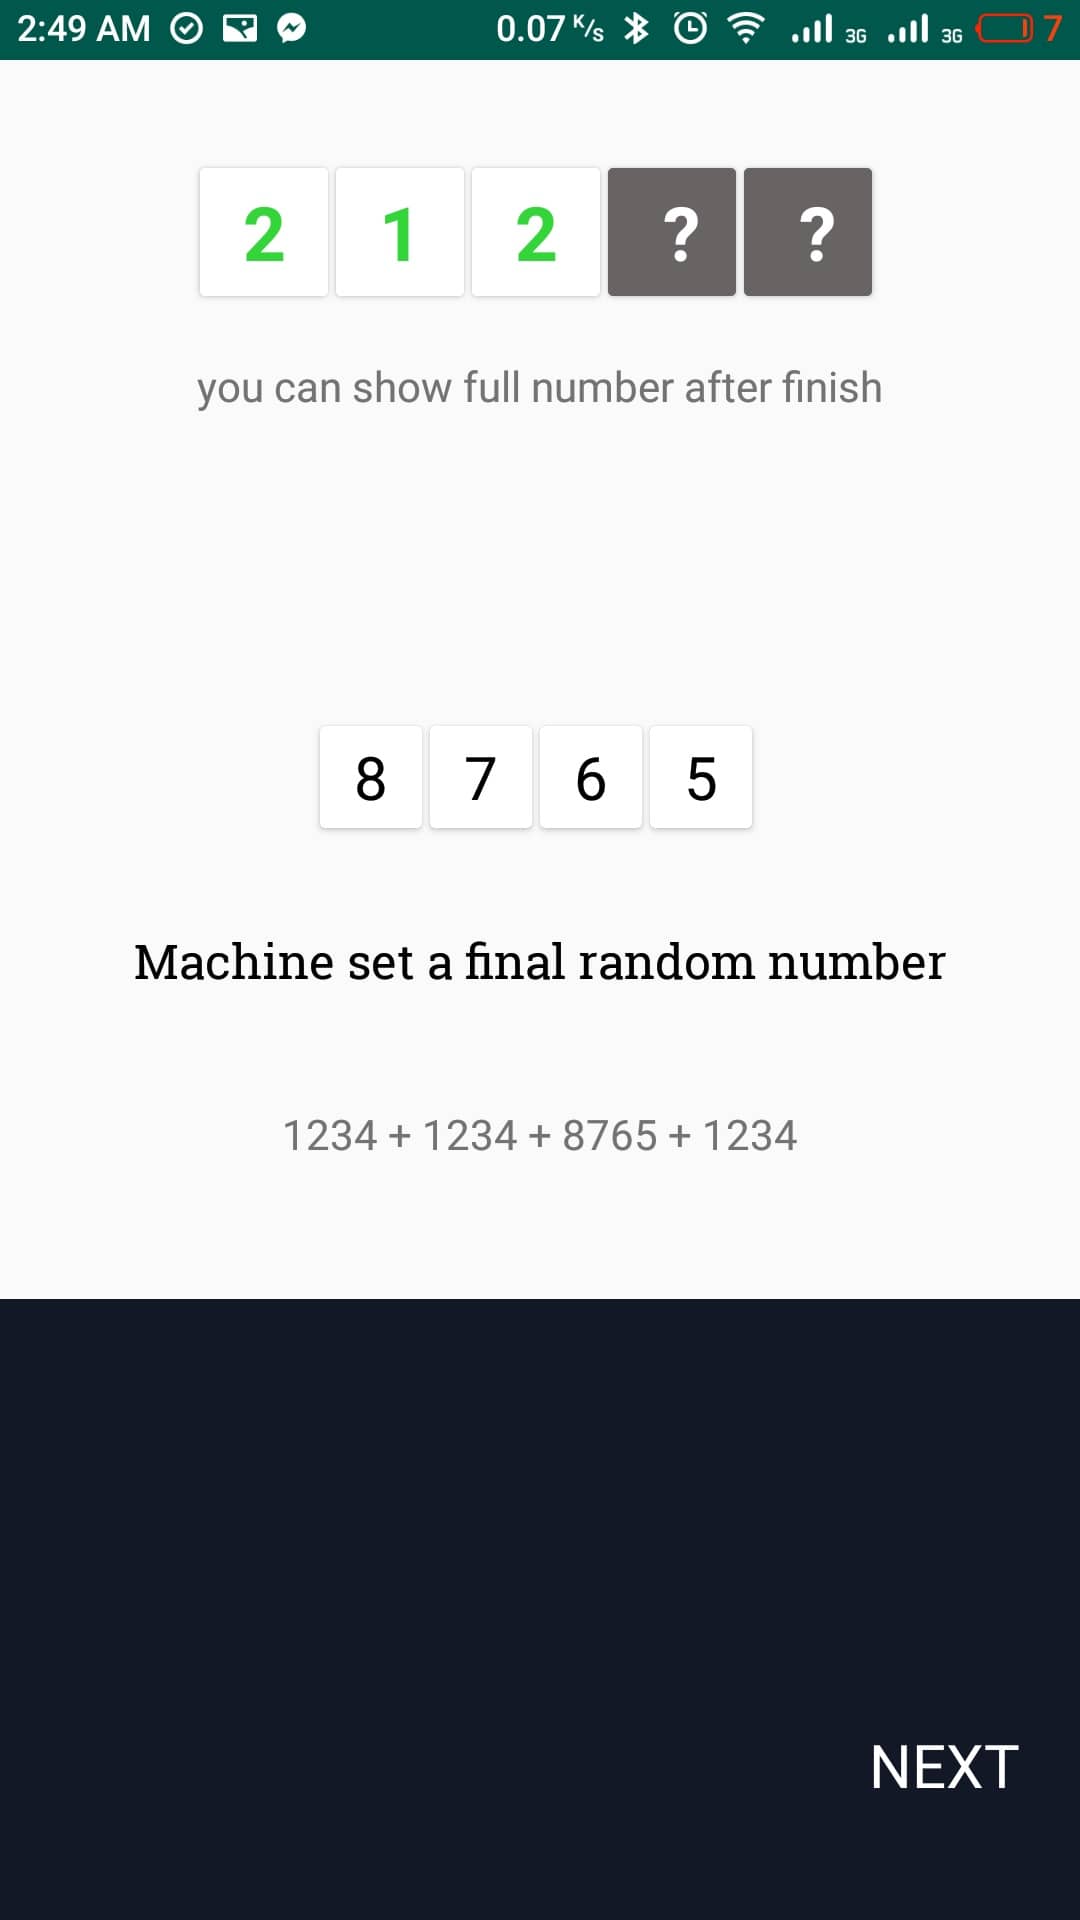 2:49 AM 0.07 K/s 3G 3G 7
2 1 2 ? ?
you can show full number after finish
8 7 6 5
Machine set a final random number
1234 + 1234 + 8765 + 1234
NEXT